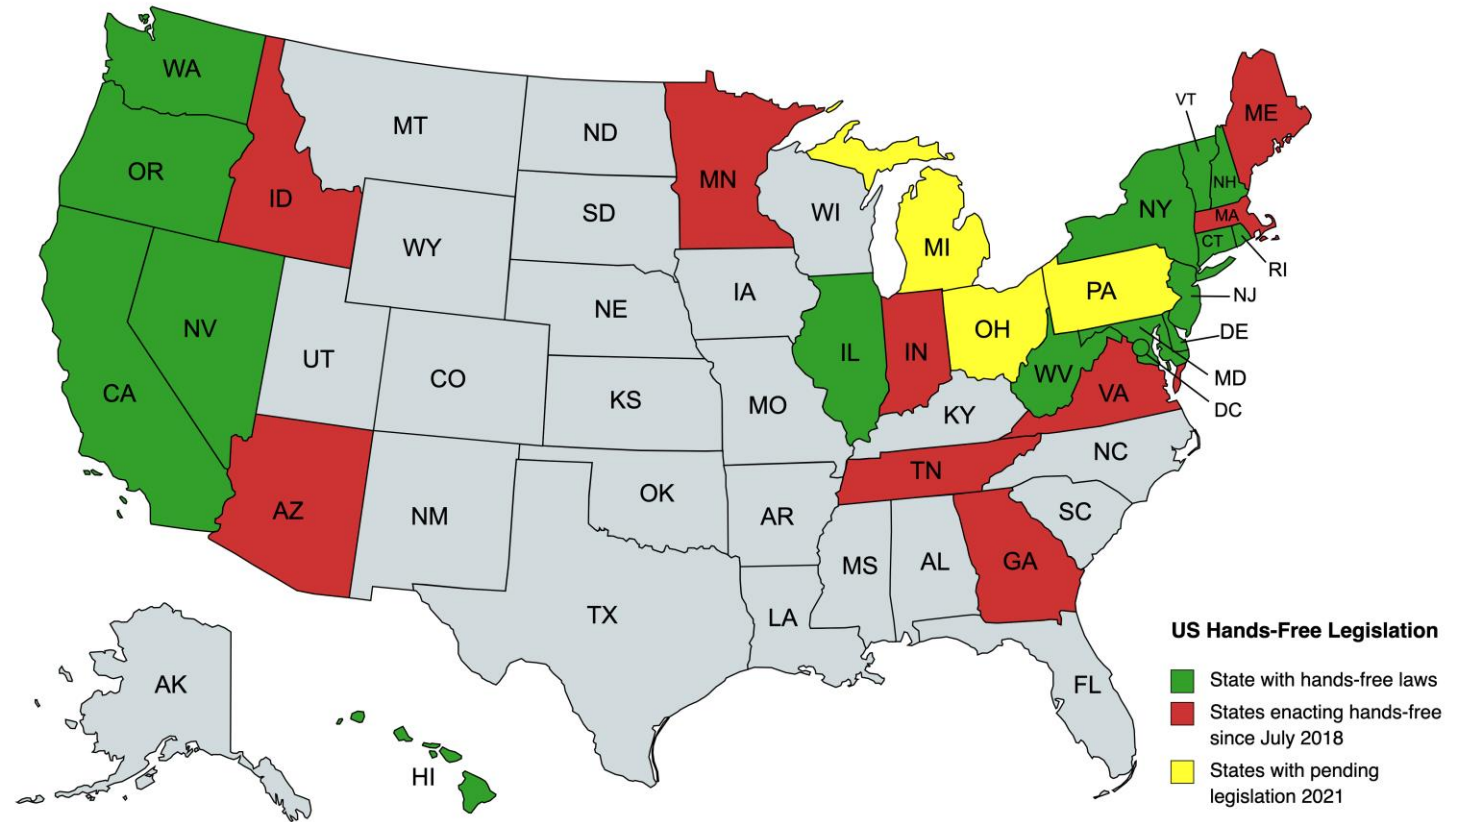 WA
MT
ND
MN
ME
VT
OR
ID
SD
WI
NH
NY
MA
CT
RI
WY
MI
IA
PA
NJ
NE
NV
OH
DE
UT
IL
IN
CO
WV
MD
CA
KS
MO
VA
DC
KY
NC
TN
OK
AZ
NM
AR
SC
MS
AL
GA
TX
LA
US Hands-Free Legislation
AK
FL
State with hands-free laws
States enacting hands-free
since July 2018
HI
States with pending
legislation 2021